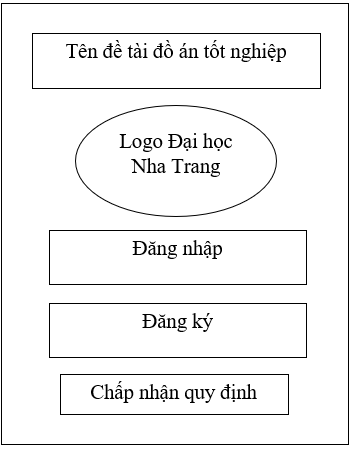 Tên đề tài đồ án tốt nghiệp
Logo Đại học
Nha Trang
Đăng nhập
Đăng ký
Chấp nhận quy định